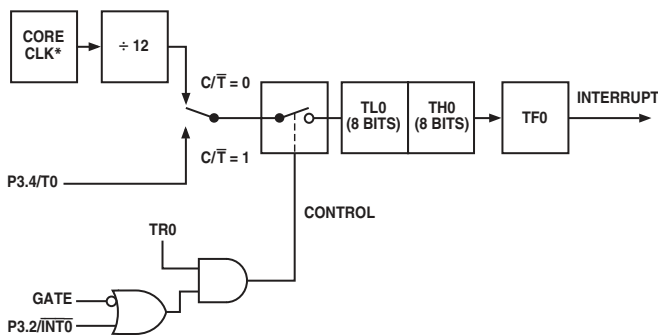 CORE
CLK*
÷ 12
C/T̅ = 0
C/T̅ = 1
P3.4/T0
TL0
(8 BITS)
TH0
(8 BITS)
TF0
INTERRUPT
CONTROL
TR0
GATE
P3.2/I̅N̅T̅0̅